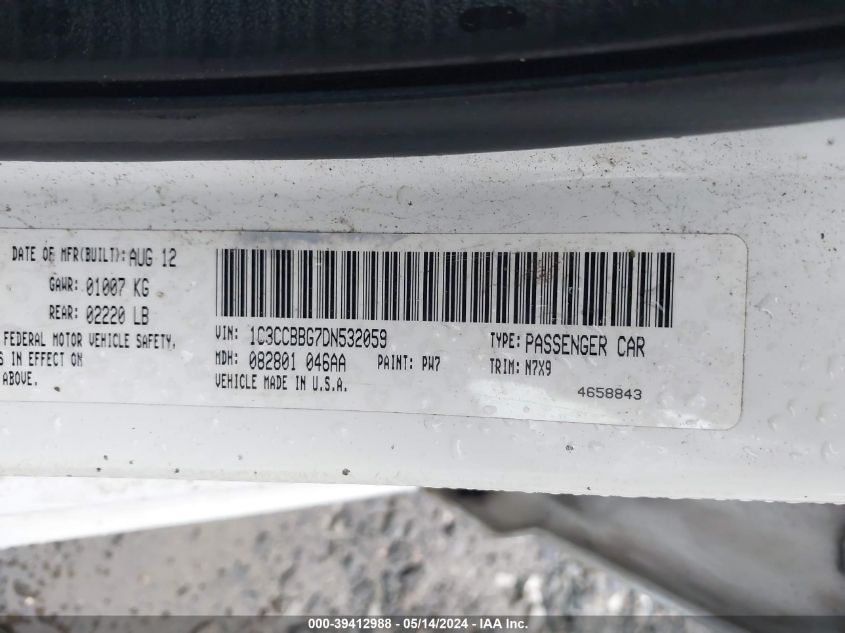 DATE OF MFR(BUILT): AUG 12
GAWR: 01007 KG
REAR: 02220 LB
FEDERAL MOTOR VEHICLE SAFETY.
S IN EFFECT ON
ABOVE.
VIN: 1C3CCBBG7DN532059 TYPE: PASSENGER CAR
MDH: 082801 046AA PAINT: PW7 TRIM: N7X9
VEHICLE MADE IN U.S.A. 4658843
000-39412988 - 05/14/2024 - IAA Inc.